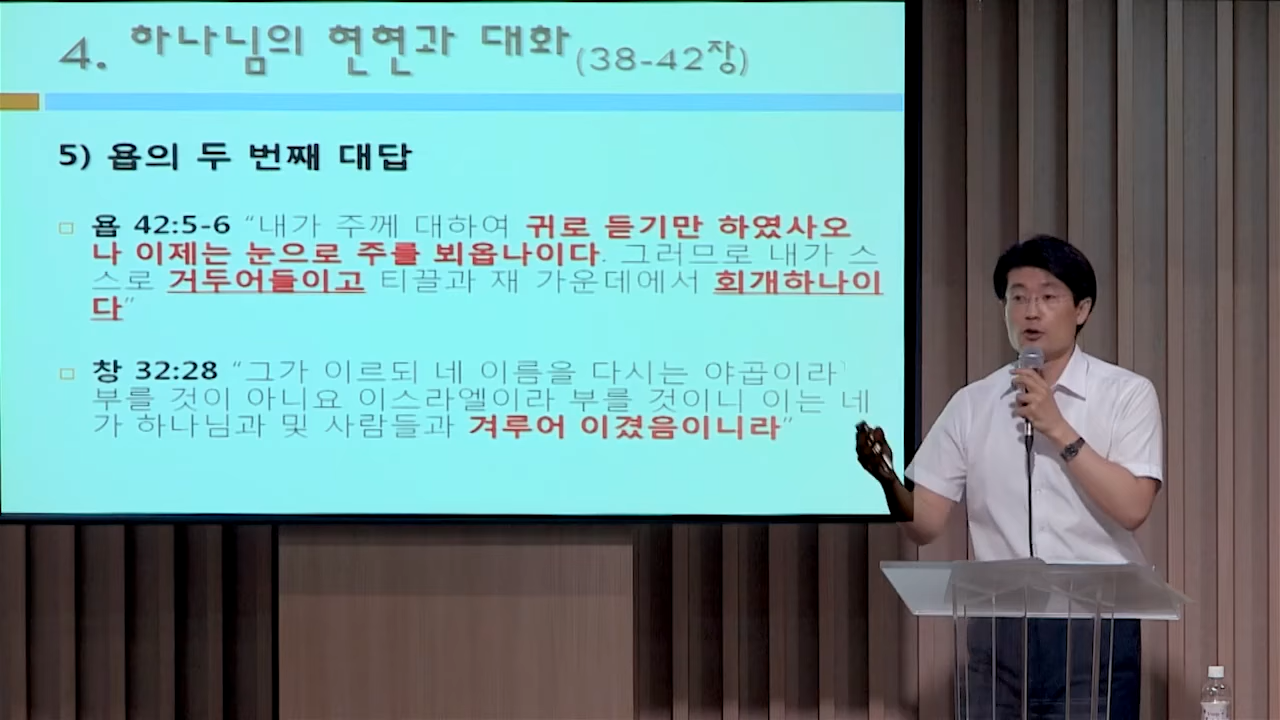 4. 하나님의 현현과 대화(38-42장)
5) 욥의 두 번째 대답
욥 42:5-6 “내가 주께 대하여 귀로 듣기만 하였사오
나 이제는 눈으로 주를 뵈옵나이다. 그러므로 내가 스
스로 거두어들이고 티끌과 재 가운데에서 회개하나이
다”
창 32:28 “그가 이르되 네 이름을 다시는 야곱이라
부를 것이 아니요 이스라엘이라 부를 것이니 이는 네
가 하나님과 및 사람들과 겨루어 이겼음이니라”